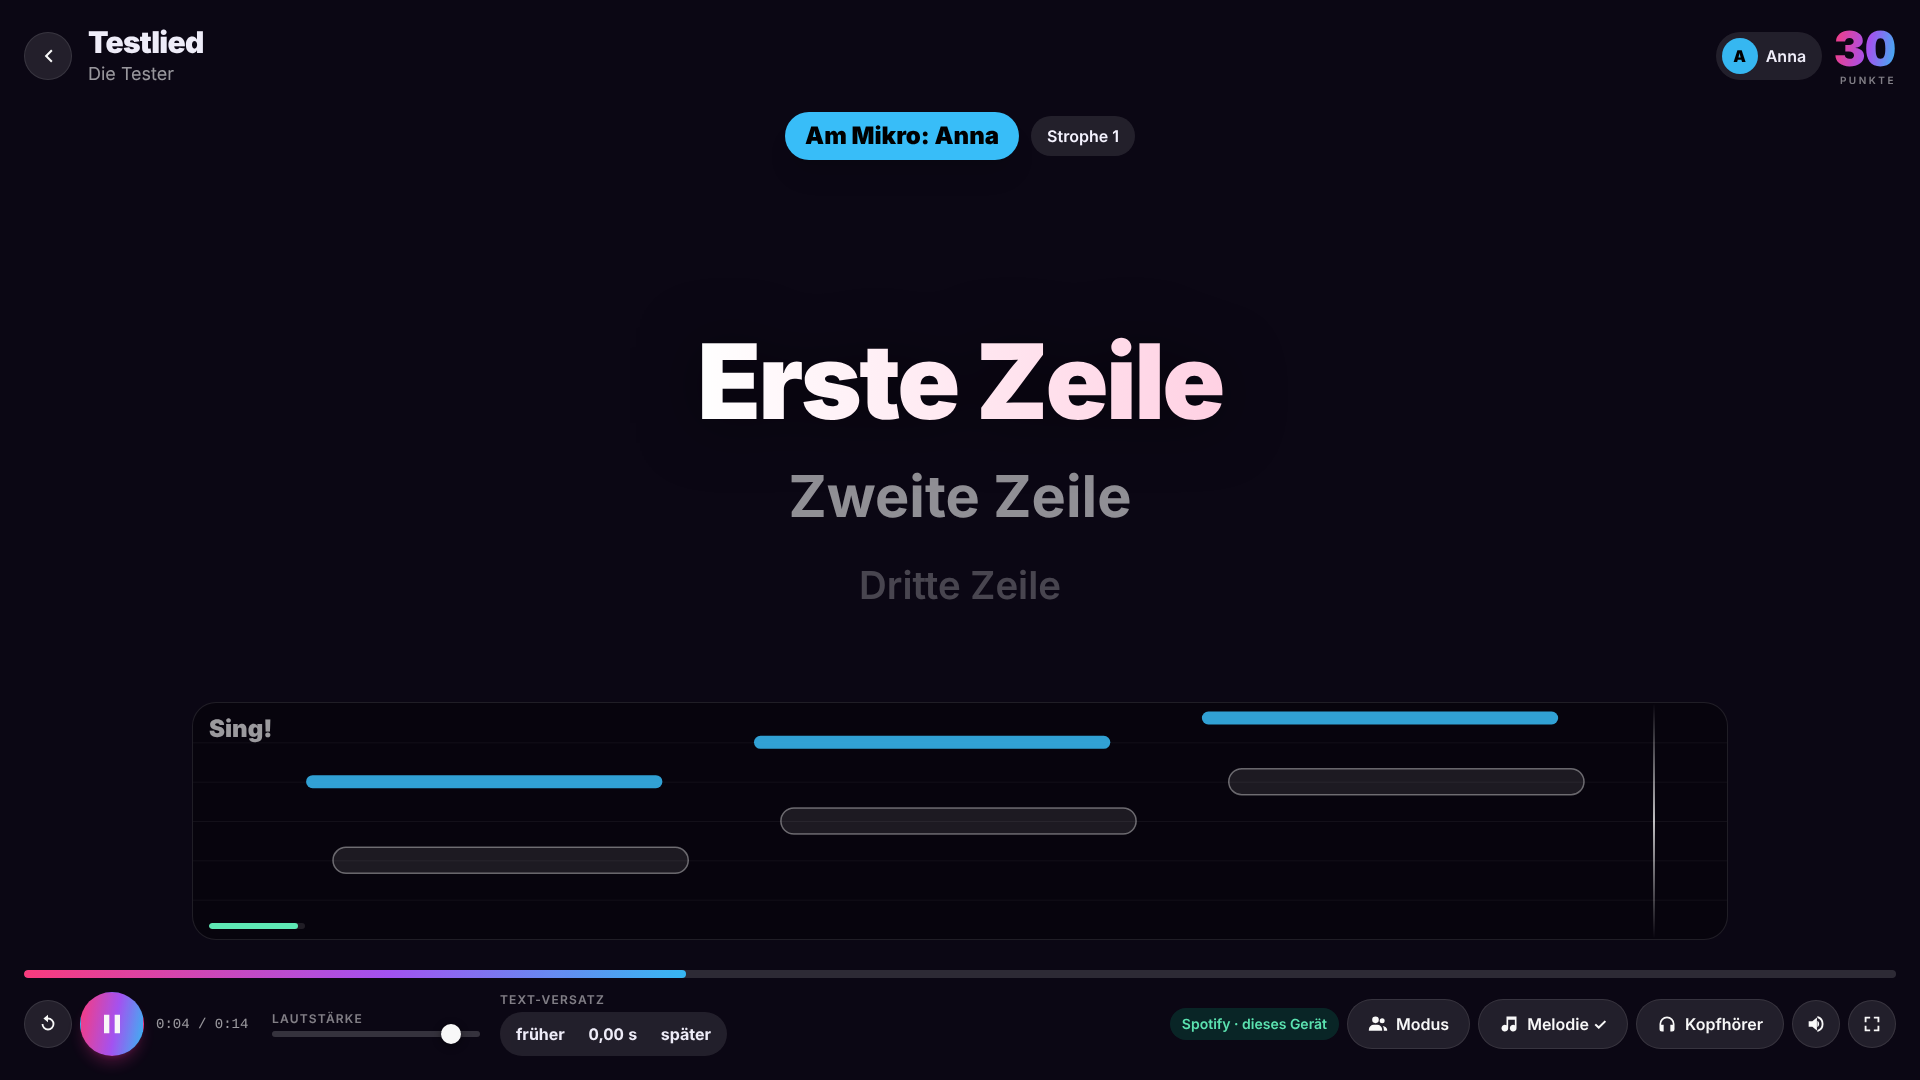 Testlied
Die Tester
A Anna
30
PUNKTE
Am Mikro: Anna
Strophe 1
Erste Zeile
Zweite Zeile
Dritte Zeile
Sing!
0:04 / 0:14
LAUTSTÄRKE
TEXT-VERSATZ
früher 0,00 s später
Spotify · dieses Gerät
Modus
Melodie ✓
Kopfhörer